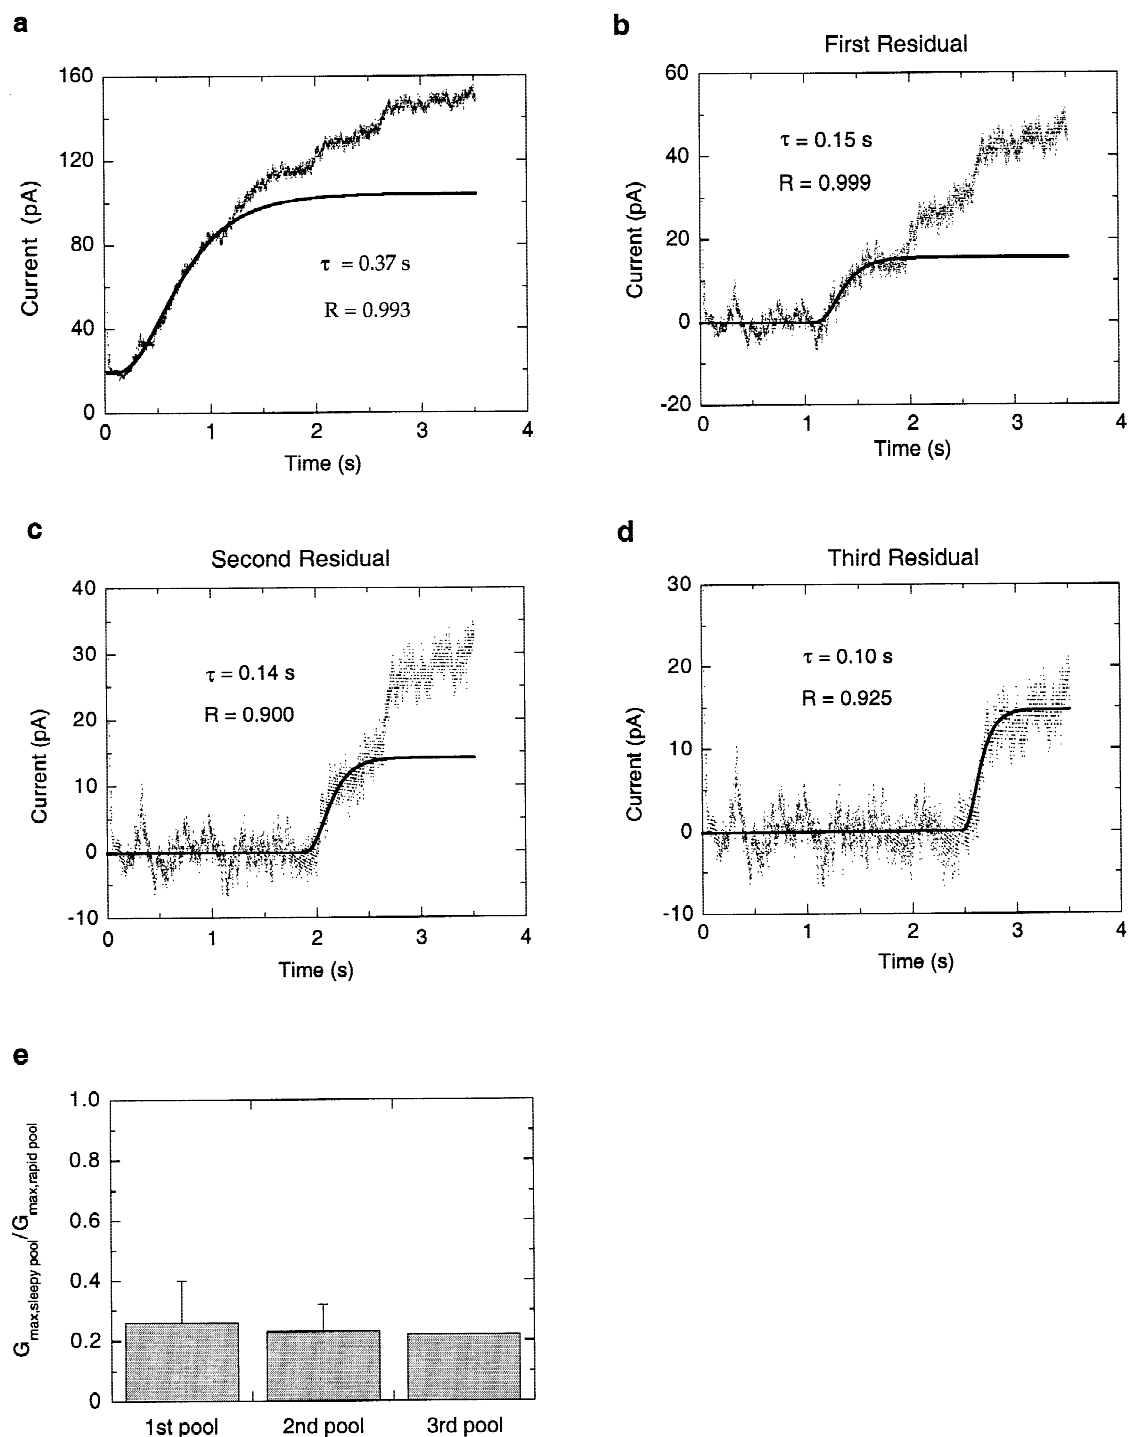 a
160
120
80
40
0
Current (pA)
τ = 0.37 s
R = 0.993
0 1 2 3 4
Time (s)
b
First Residual
60
40
20
0
-20
Current (pA)
τ = 0.15 s
R = 0.999
0 1 2 3 4
Time (s)
c
Second Residual
40
30
20
10
0
-10
Current (pA)
τ = 0.14 s
R = 0.900
0 1 2 3 4
Time (s)
d
Third Residual
30
20
10
0
-10
Current (pA)
τ = 0.10 s
R = 0.925
0 1 2 3 4
Time (s)
e
1.0
0.8
0.6
0.4
0.2
0
Gmax,sleepy pool/Gmax,rapid pool
1st pool 2nd pool 3rd pool